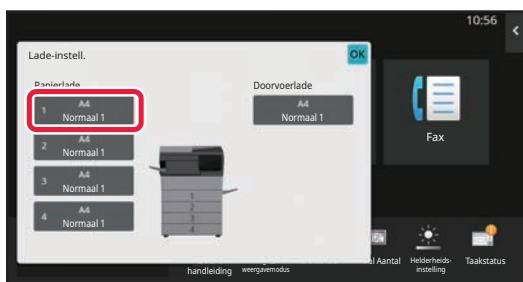 10:56
Lade-instell.
OK
Papierlade
Doorvoerlade
1 A4
Normaal 1
A4
Normaal 1
2 A4
Normaal 1
3 A4
Normaal 1
4 A4
Normaal 1
1
2
3
4
Fax
handleiding
weergavemodus
al Aantal
Helderheids-
instelling
Taakstatus